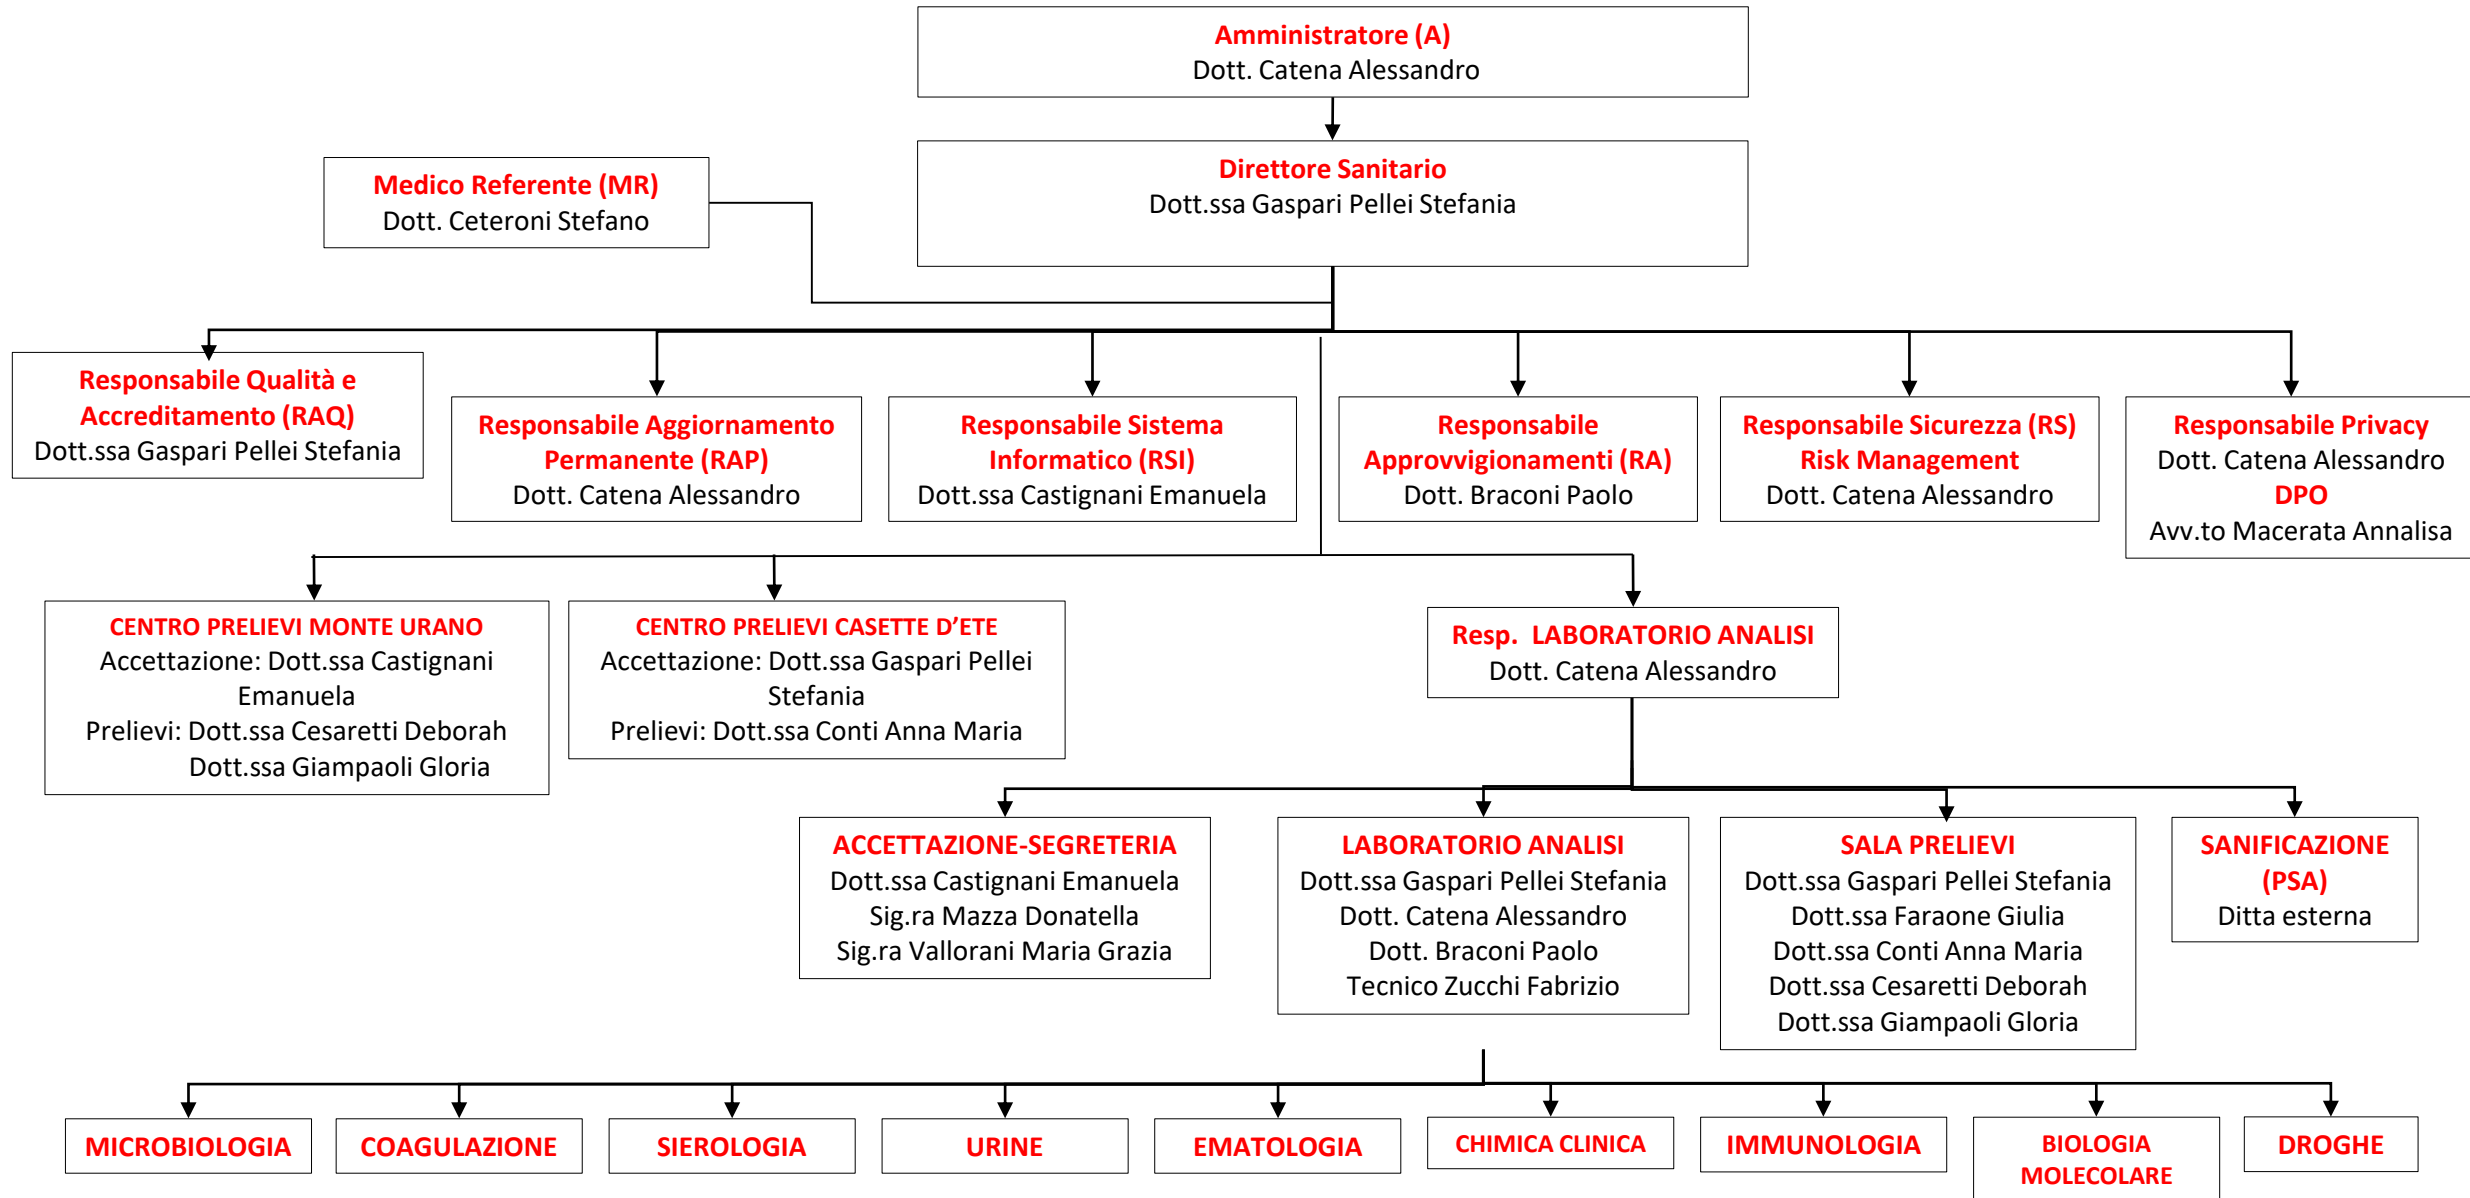 Amministratore (A)
Dott. Catena Alessandro
Direttore Sanitario
Dott.ssa Gaspari Pellei Stefania
Medico Referente (MR)
Dott. Ceteroni Stefano
Responsabile Qualità e
Accreditamento (RAQ)
Dott.ssa Gaspari Pellei Stefania
Responsabile Aggiornamento
Permanente (RAP)
Dott. Catena Alessandro
Responsabile Sistema
Informatico (RSI)
Dott.ssa Castignani Emanuela
Responsabile
Approvvigionamenti (RA)
Dott. Braconi Paolo
Responsabile Sicurezza (RS)
Risk Management
Dott. Catena Alessandro
Responsabile Privacy
Dott. Catena Alessandro
DPO
Avv.to Macerata Annalisa
CENTRO PRELIEVI MONTE URANO
Accettazione: Dott.ssa Castignani
Emanuela
Prelievi: Dott.ssa Cesaretti Deborah
Dott.ssa Giampaoli Gloria
CENTRO PRELIEVI CASETTE D’ETE
Accettazione: Dott.ssa Gaspari Pellei
Stefania
Prelievi: Dott.ssa Conti Anna Maria
Resp. LABORATORIO ANALISI
Dott. Catena Alessandro
ACCETTAZIONE-SEGRETERIA
Dott.ssa Castignani Emanuela
Sig.ra Mazza Donatella
Sig.ra Vallorani Maria Grazia
LABORATORIO ANALISI
Dott.ssa Gaspari Pellei Stefania
Dott. Catena Alessandro
Dott. Braconi Paolo
Tecnico Zucchi Fabrizio
SALA PRELIEVI
Dott.ssa Gaspari Pellei Stefania
Dott.ssa Faraone Giulia
Dott.ssa Conti Anna Maria
Dott.ssa Cesaretti Deborah
Dott.ssa Giampaoli Gloria
SANIFICAZIONE
(PSA)
Ditta esterna
MICROBIOLOGIA
COAGULAZIONE
SIEROLOGIA
URINE
EMATOLOGIA
CHIMICA CLINICA
IMMUNOLOGIA
BIOLOGIA
MOLECOLARE
DROGHE